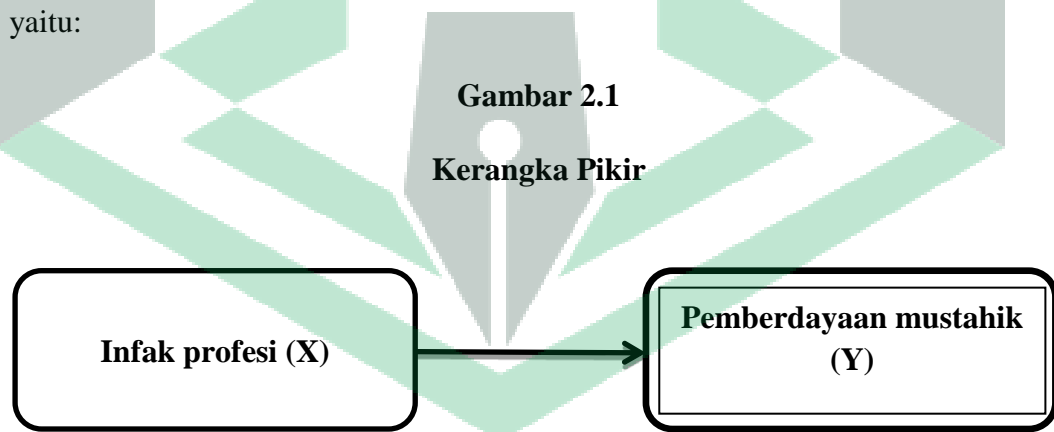 yaitu:
Gambar 2.1
Kerangka Pikir
Infak profesi (X)
Pemberdayaan mustahik
(Y)